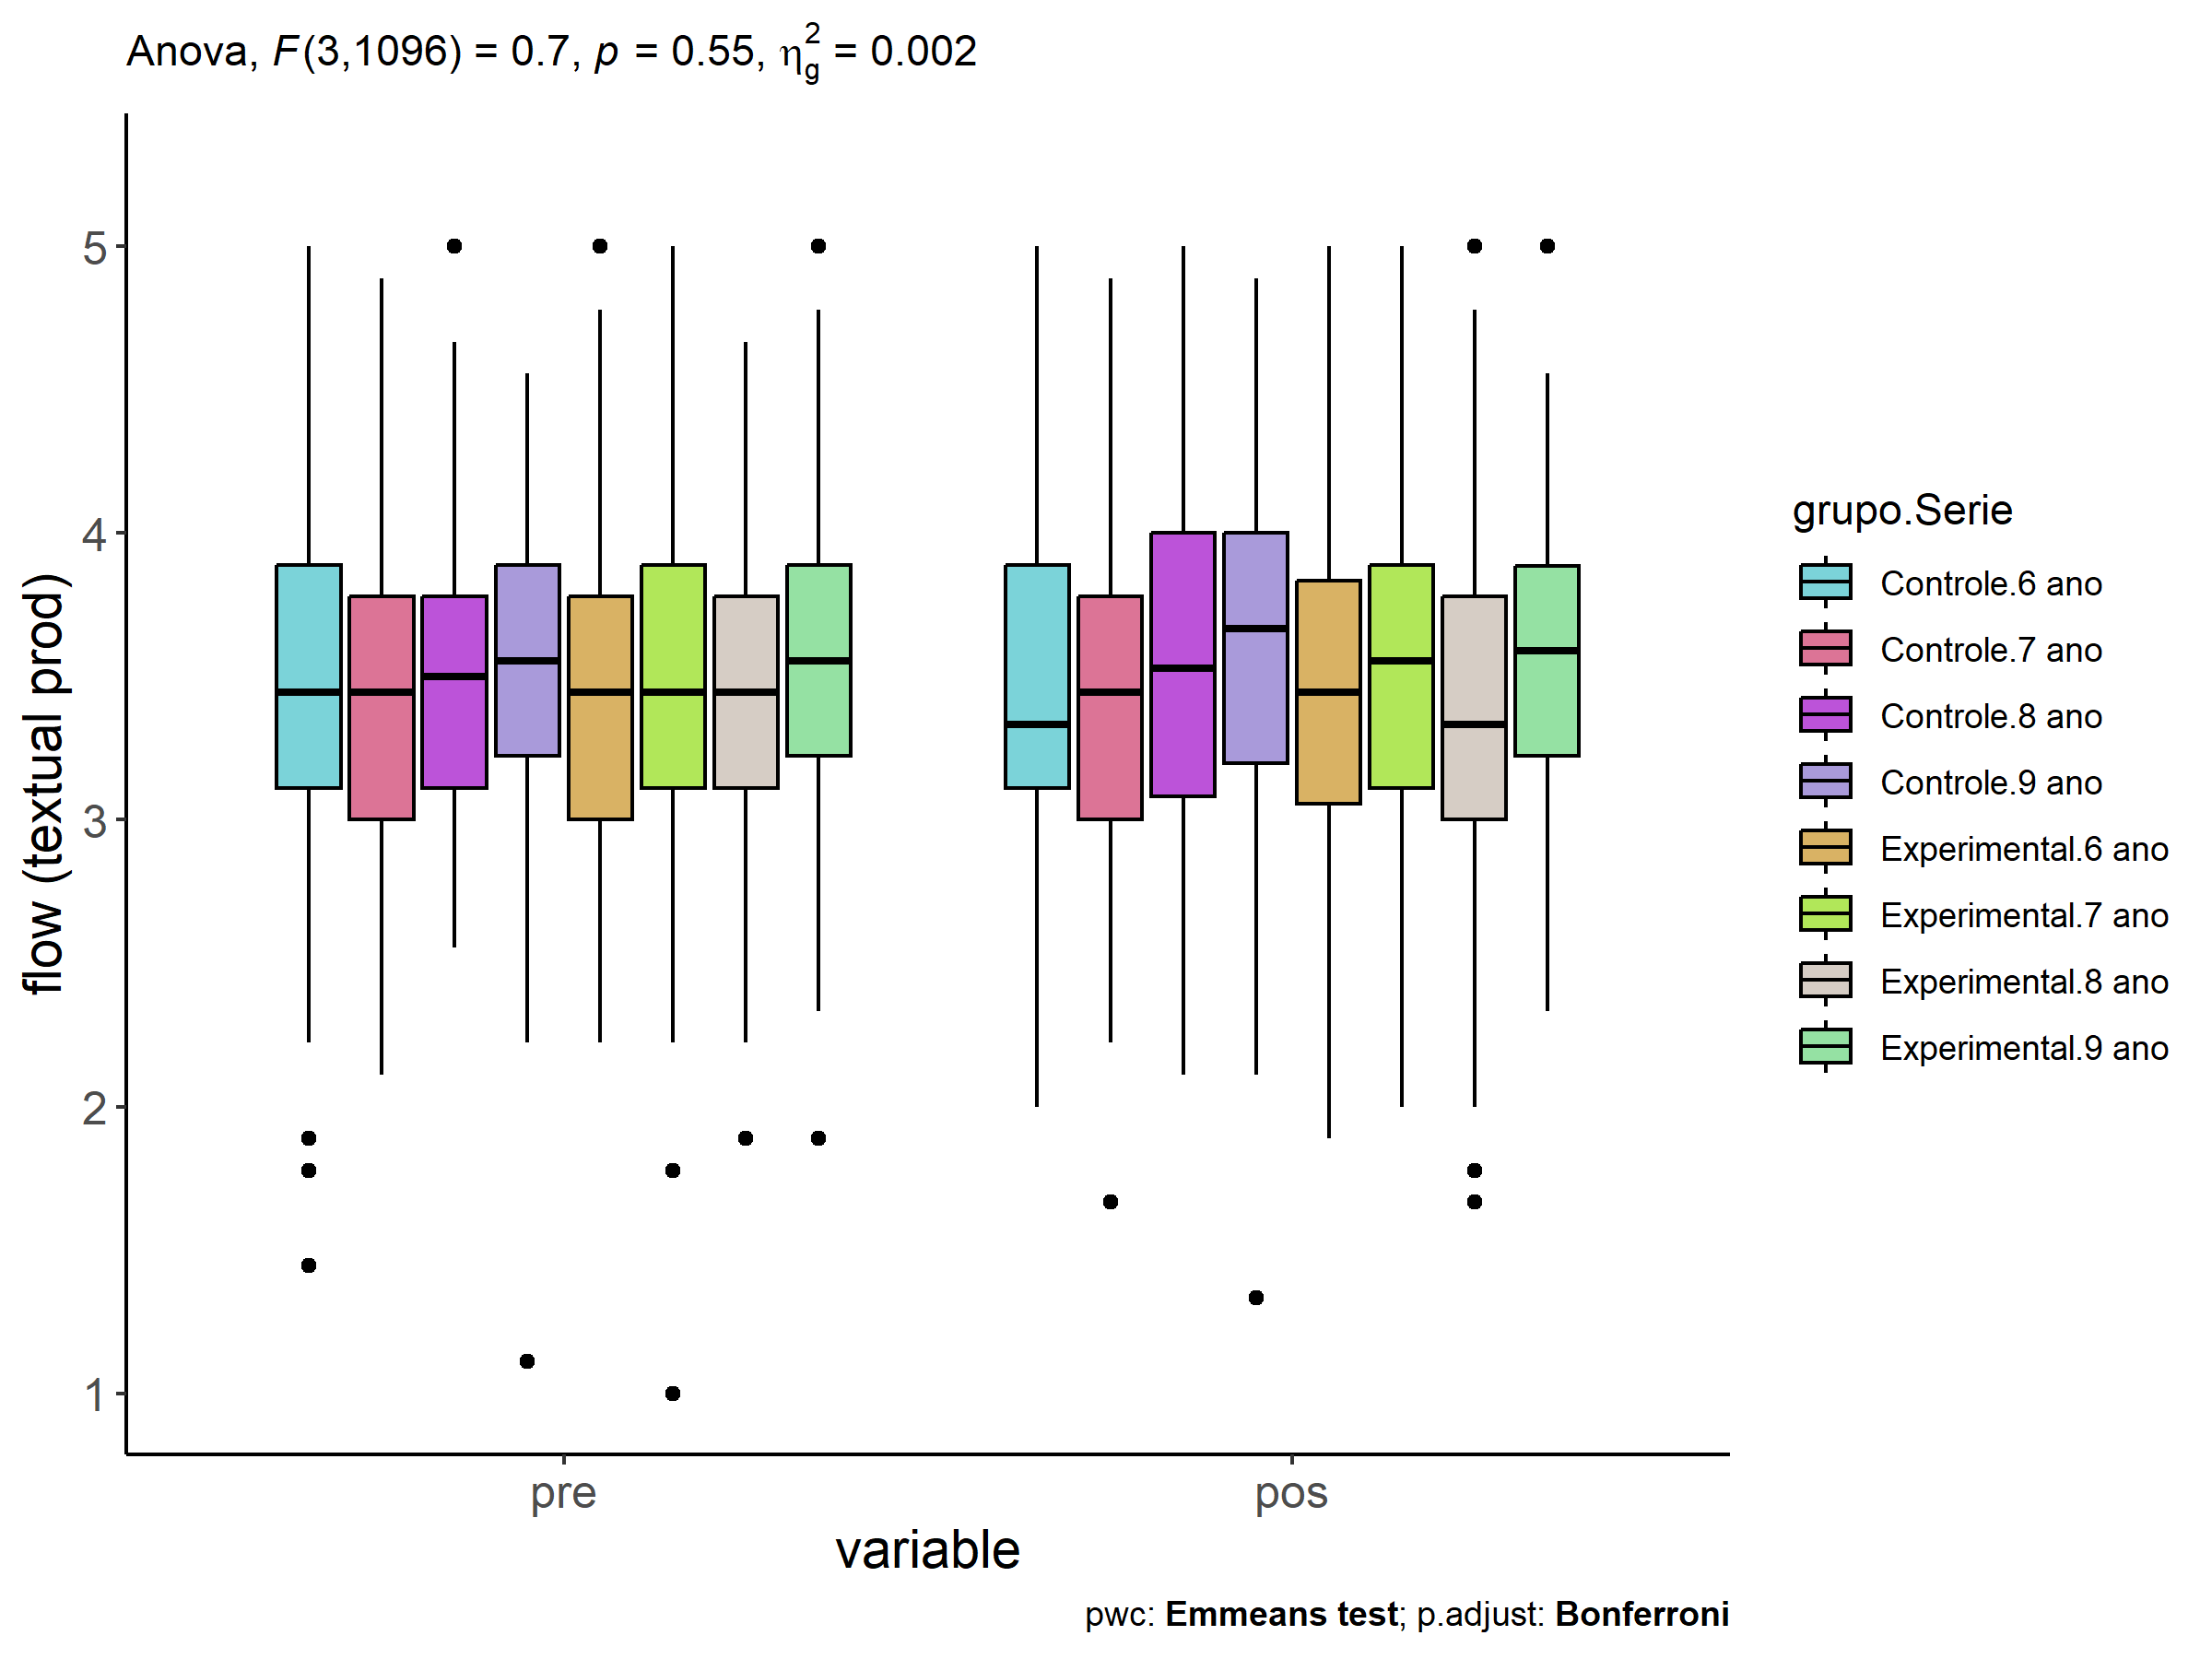 Anova, F(3,1096) = 0.7, p = 0.55, η²g = 0.002
flow (textual prod)
5
4
3
2
1
pre
pos
variable
grupo.Serie
Controle.6 ano
Controle.7 ano
Controle.8 ano
Controle.9 ano
Experimental.6 ano
Experimental.7 ano
Experimental.8 ano
Experimental.9 ano
pwc: Emmeans test; p.adjust: Bonferroni